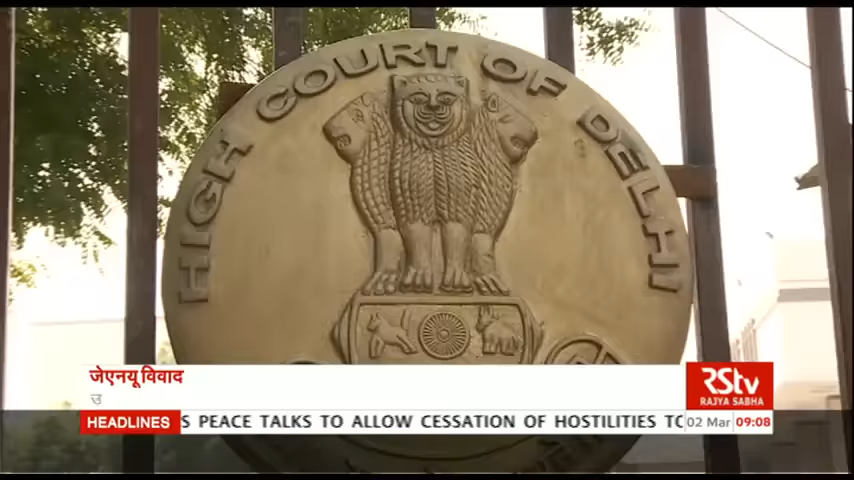 HIGH COURT OF DELHI
जेएनयू विवाद
उ
RStv
RAJYA SABHA
HEADLINES
S PEACE TALKS TO ALLOW CESSATION OF HOSTILITIES TO
02 Mar 09:08